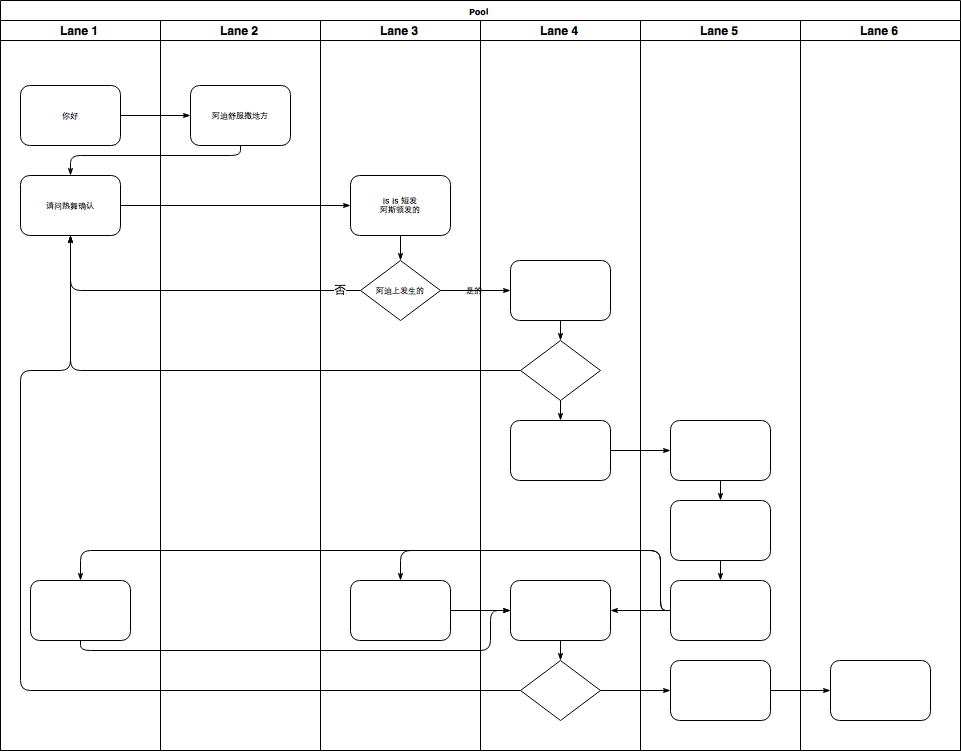 Pool
Lane 1
Lane 2
Lane 3
Lane 4
Lane 5
Lane 6
你好
阿迪舒服撒地方
请问热舞确认
is is 短发
阿斯顿发的
否
阿迪上发生的
是的